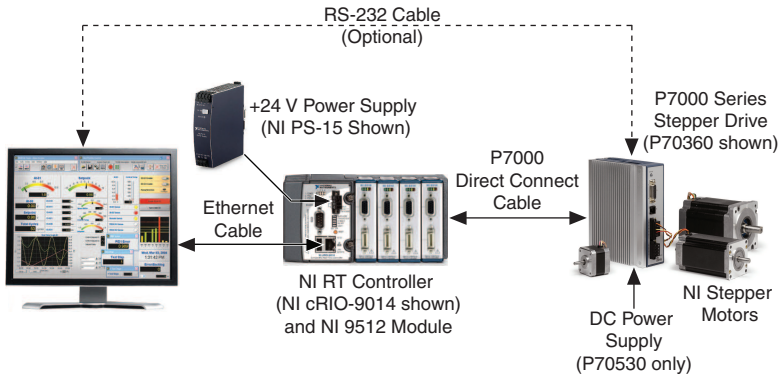 RS-232 Cable
(Optional)
+24 V Power Supply
(NI PS-15 Shown)
P7000 Series
Stepper Drive
(P70360 shown)
P7000
Direct Connect
Cable
Ethernet
Cable
NI RT Controller
(NI cRIO-9014 shown)
and NI 9512 Module
NI Stepper
Motors
DC Power
Supply
(P70530 only)